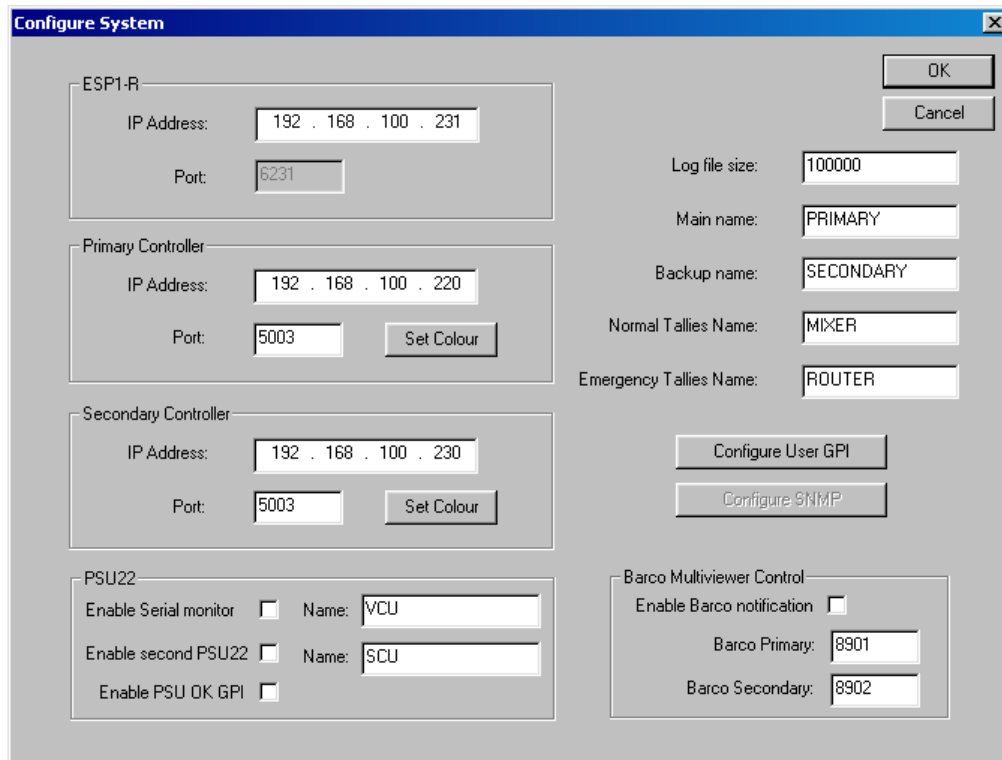 Configure System
ESP1-R
IP Address: 192 . 168 . 100 . 231
Port: 6231
Primary Controller
IP Address: 192 . 168 . 100 . 220
Port: 5003 Set Colour
Secondary Controller
IP Address: 192 . 168 . 100 . 230
Port: 5003 Set Colour
PSU22
Enable Serial monitor Name: VCU
Enable second PSU22 Name: SCU
Enable PSU OK GPI
OK
Cancel
Log file size: 100000
Main name: PRIMARY
Backup name: SECONDARY
Normal Tallies Name: MIXER
Emergency Tallies Name: ROUTER
Configure User GPI
Configure SNMP
Barco Multiviewer Control
Enable Barco notification
Barco Primary: 8901
Barco Secondary: 8902